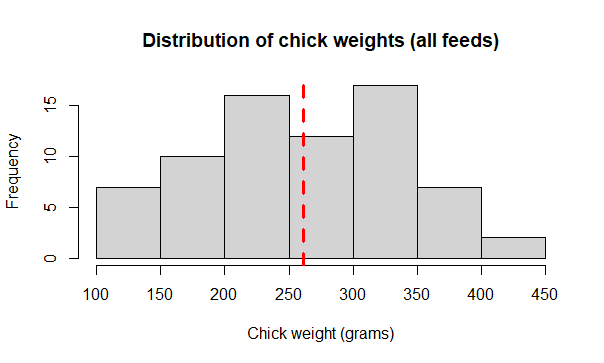 Distribution of chick weights (all feeds)
Frequency
15
10
5
0
100 150 200 250 300 350 400 450
Chick weight (grams)